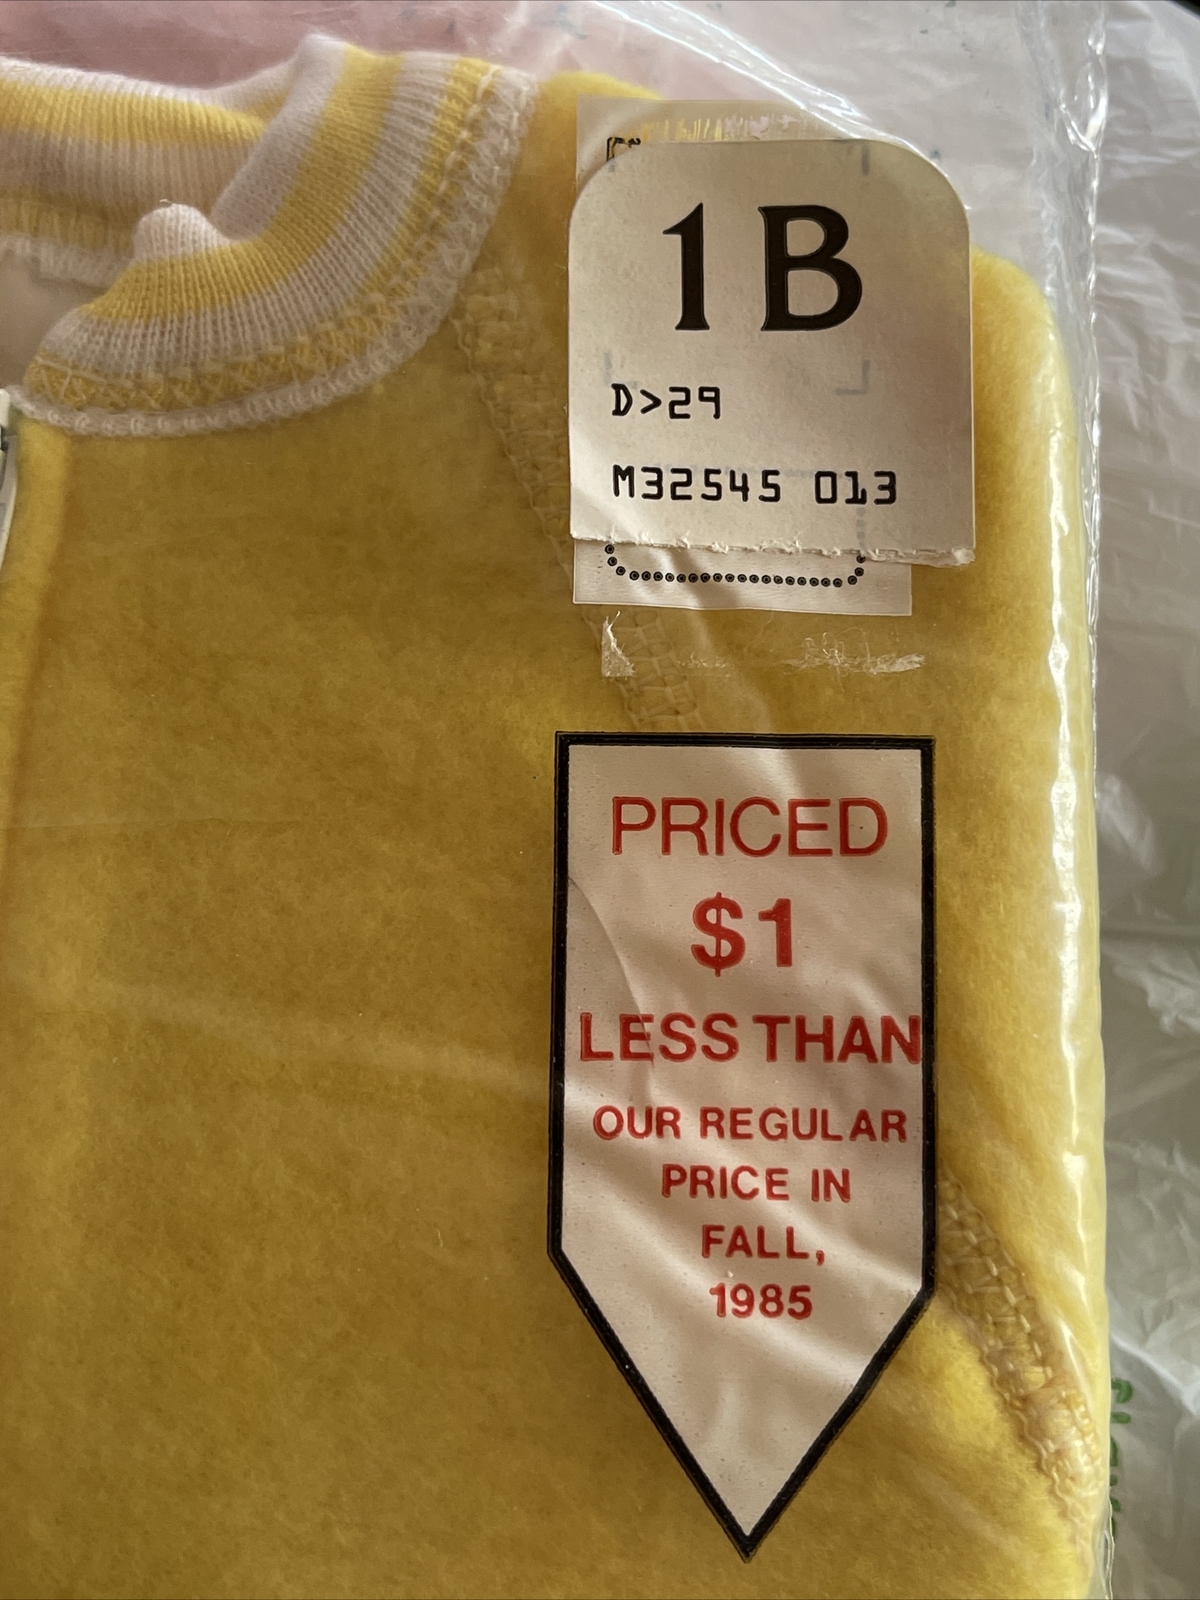 1B
D>29
M32545 013
PRICED
$1
LESS THAN
OUR REGULAR
PRICE IN
FALL,
1985